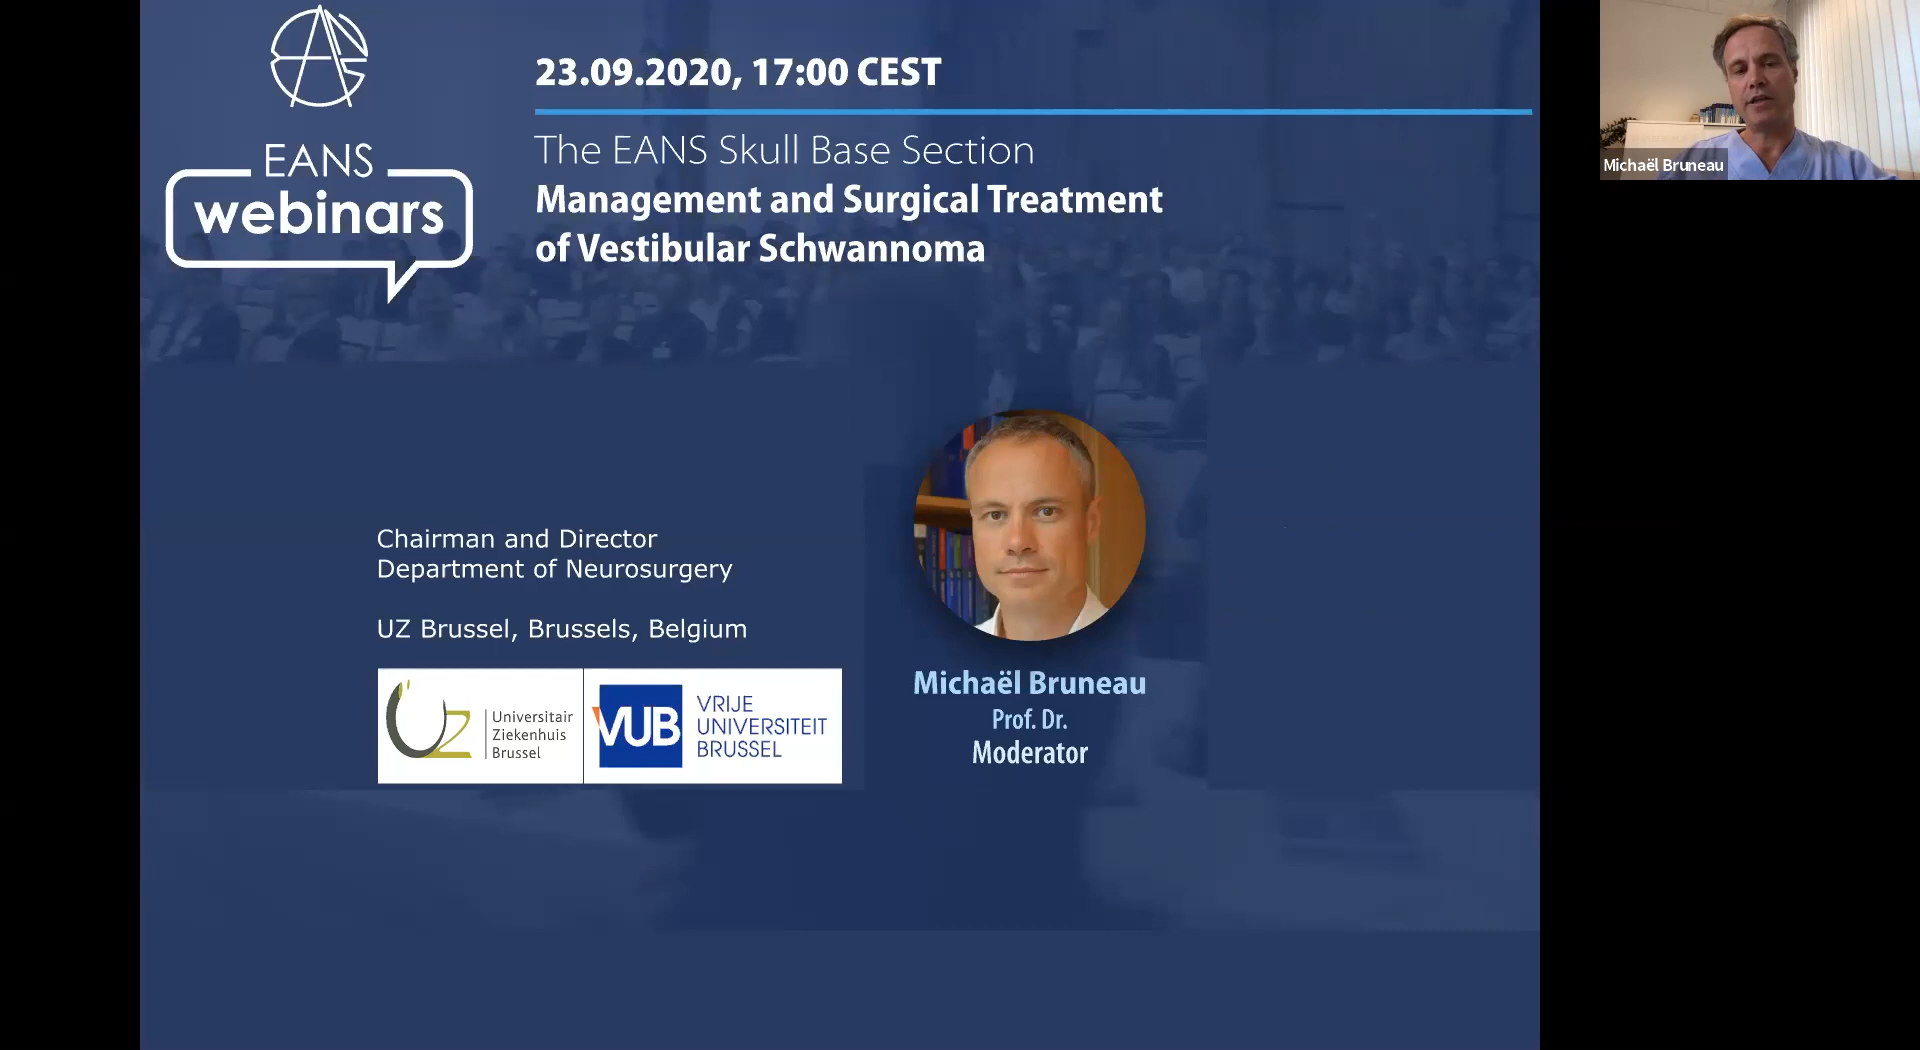 23.09.2020, 17:00 CEST
EANS
webinars
The EANS Skull Base Section
Management and Surgical Treatment
of Vestibular Schwannoma
Michaël Bruneau
Chairman and Director
Department of Neurosurgery
UZ Brussel, Brussels, Belgium
UZ
Universitair
Ziekenhuis
Brussel
VUB
VRIJE
UNIVERSITEIT
BRUSSEL
Michaël Bruneau
Prof. Dr.
Moderator